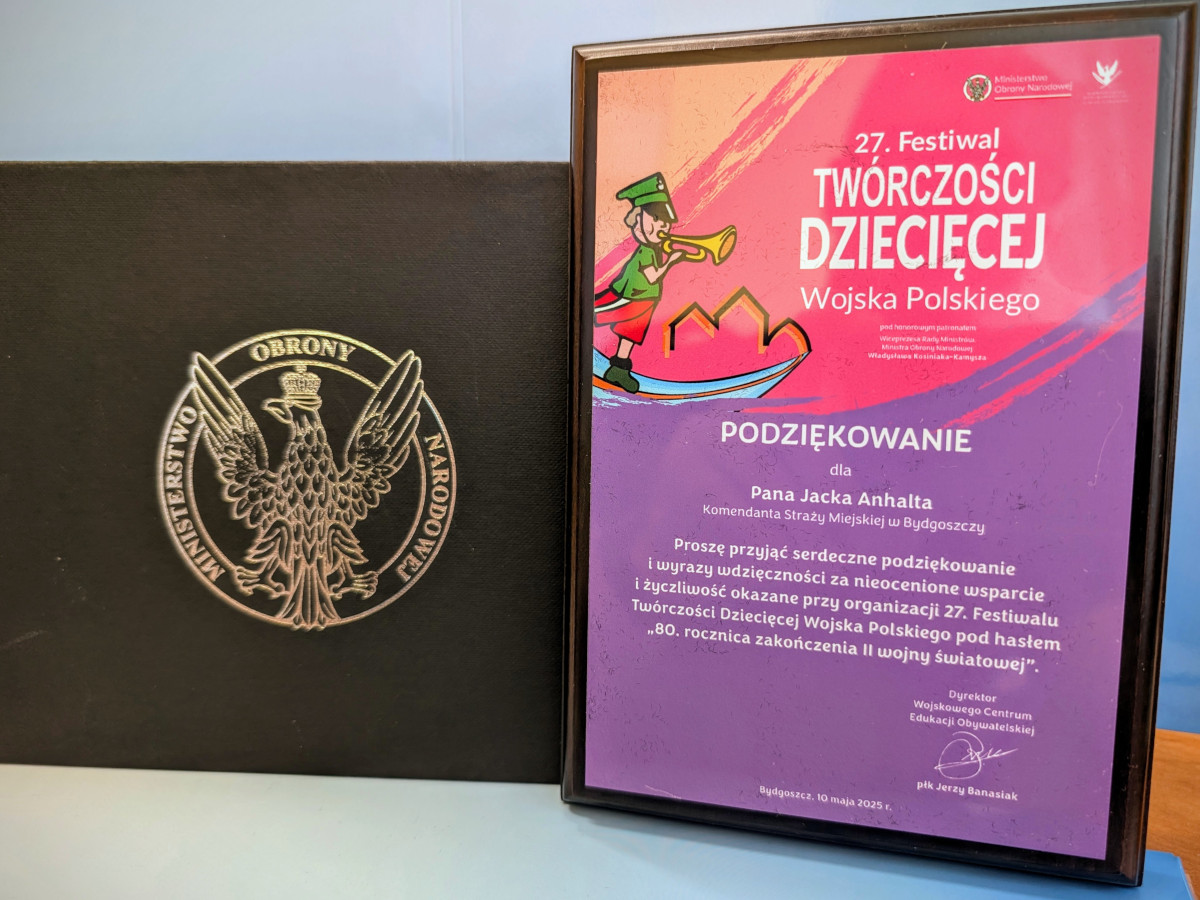 MINISTERSTWO OBRONY NARODOWEJ
Ministerstwo
Obrony Narodowej
27. Festiwal
TWÓRCZOŚCI
DZIECIĘCEJ
Wojska Polskiego
pod honorowym patronatem
Wiceprezesa Rady Ministrów
Ministra Obrony Narodowej
Władysława Kosiniaka-Kamysza
PODZIĘKOWANIE
dla
Pana Jacka Anhalta
Komendanta Straży Miejskiej w Bydgoszczy
Proszę przyjąć serdeczne podziękowanie
i wyrazy wdzięczności za nieocenione wsparcie
i życzliwość okazane przy organizacji 27. Festiwalu
Twórczości Dziecięcej Wojska Polskiego pod hasłem
„80. rocznica zakończenia II wojny światowej”.
Dyrektor
Wojskowego Centrum
Edukacji Obywatelskiej
płk Jerzy Banasiak
Bydgoszcz, 10 maja 2025 r.